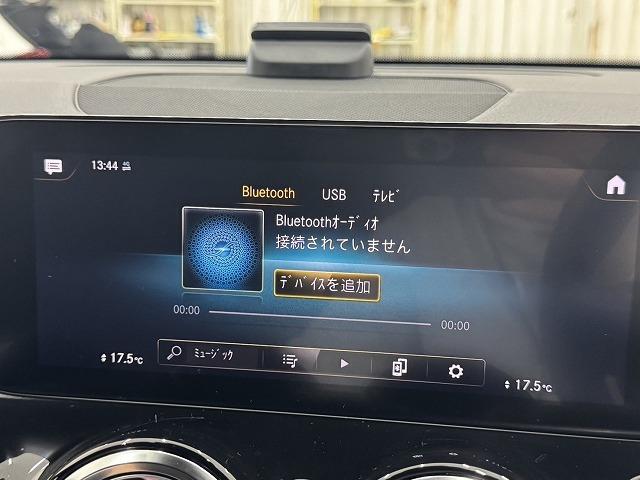 13:44 4G
Bluetooth USB ﾃﾚﾋﾞ
Bluetoothｵｰﾃﾞｨｵ
接続されていません
ﾃﾞﾊﾞｲｽを追加
00:00 00:00
17.5℃ ﾐｭｰｼﾞｯｸ 17.5℃